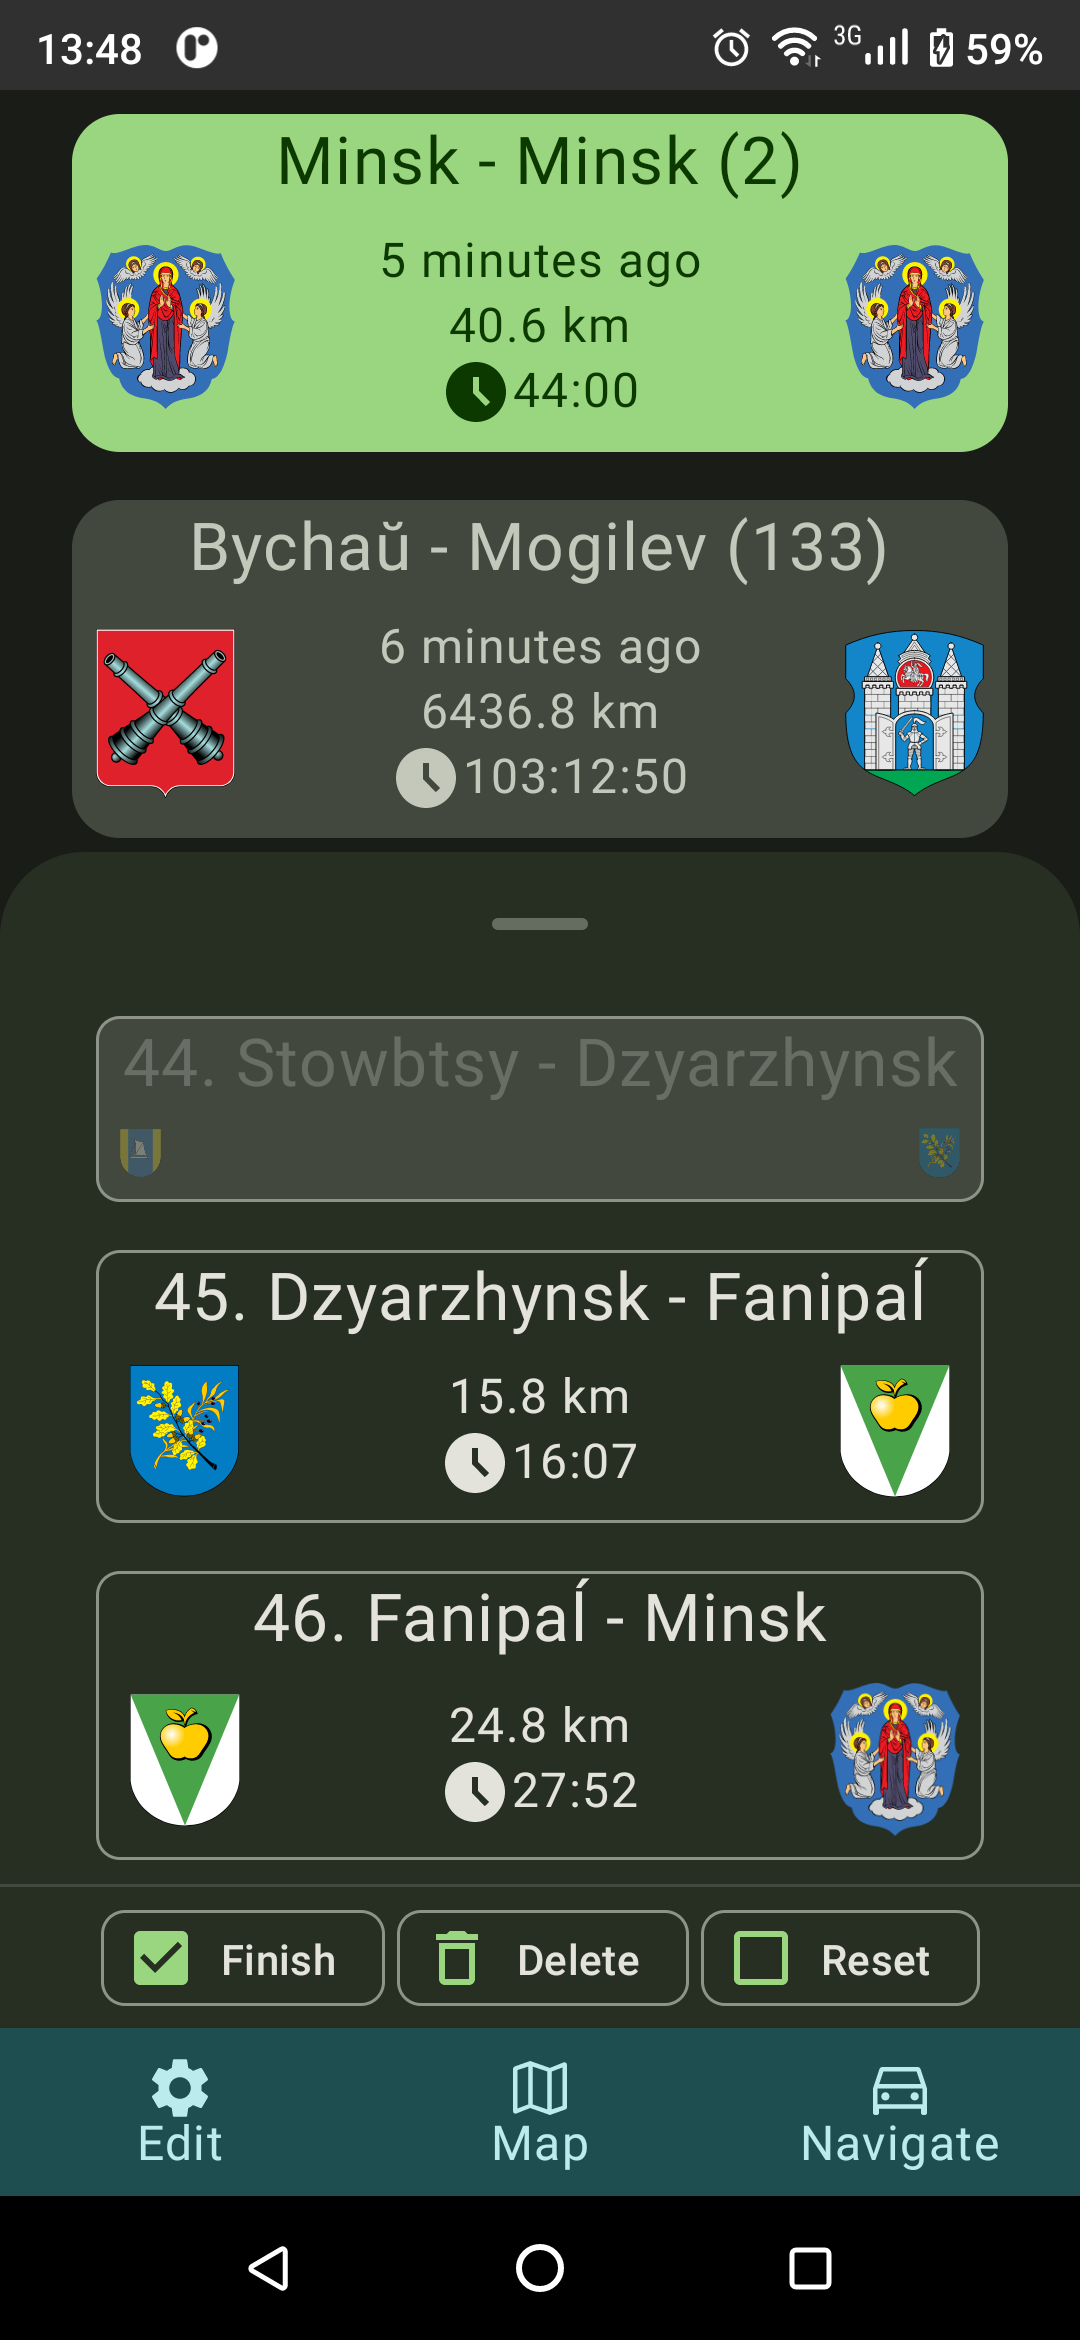 13:48
3G
59%
Minsk - Minsk (2)
5 minutes ago
40.6 km
44:00
Bychaŭ - Mogilev (133)
6 minutes ago
6436.8 km
103:12:50
44. Stowbtsy - Dzyarzhynsk
45. Dzyarzhynsk - Fanipaĺ
15.8 km
16:07
46. Fanipaĺ - Minsk
24.8 km
27:52
Finish
Delete
Reset
Edit
Map
Navigate